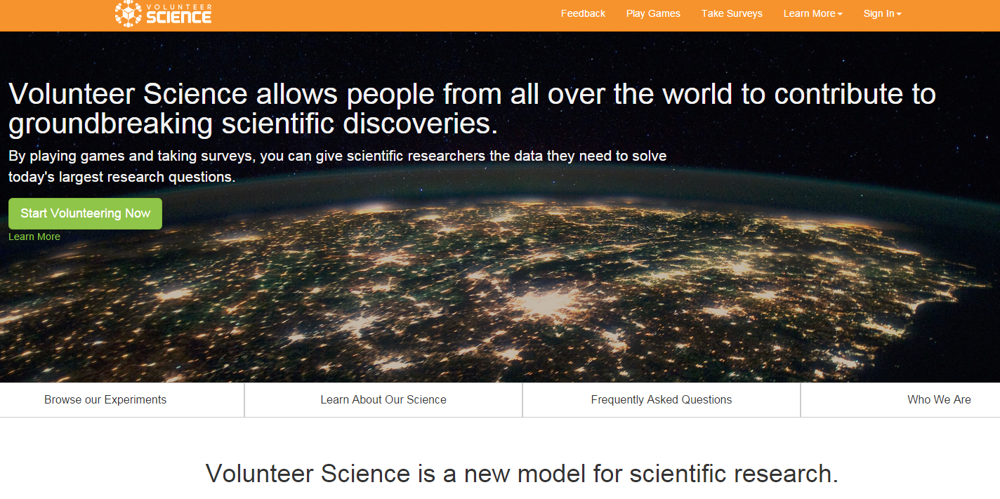 VOLUNTEER
SCIENCE
Feedback Play Games Take Surveys Learn More Sign In
Volunteer Science allows people from all over the world to contribute to
groundbreaking scientific discoveries.
By playing games and taking surveys, you can give scientific researchers the data they need to solve
today's largest research questions.
Start Volunteering Now
Learn More
Browse our Experiments Learn About Our Science Frequently Asked Questions Who We Are
Volunteer Science is a new model for scientific research.